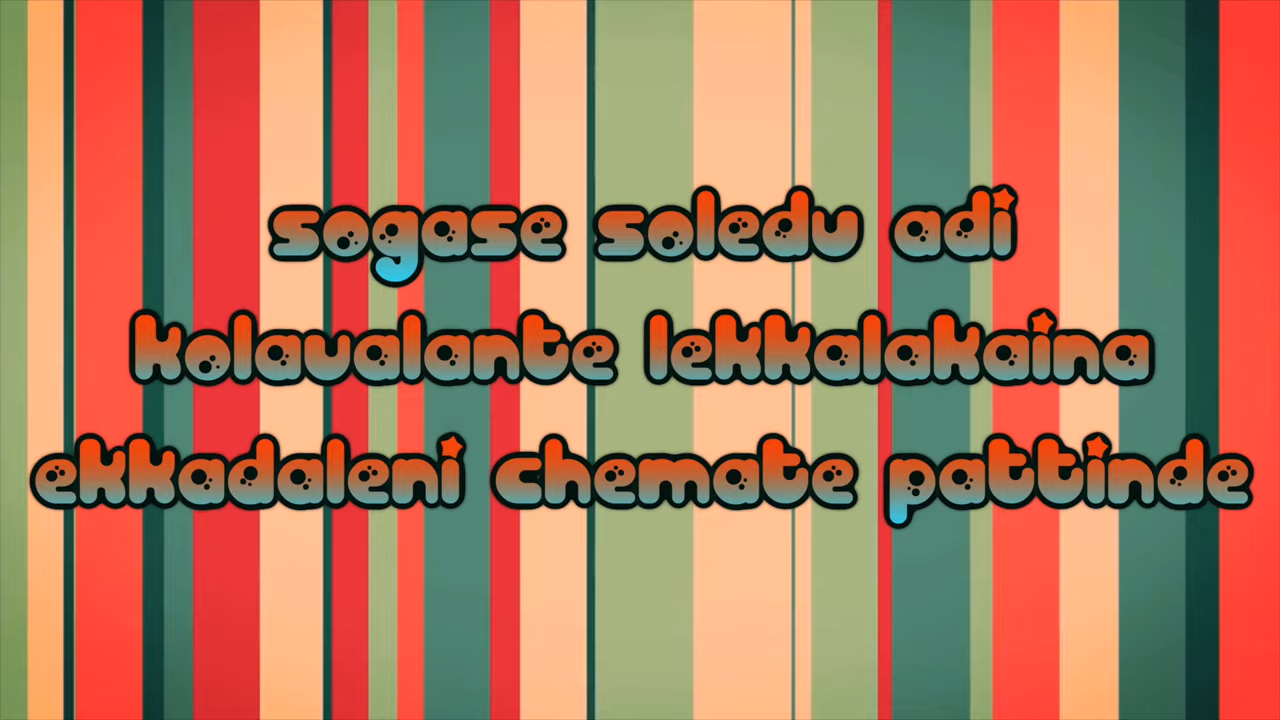 sogase soledu adi
kolavalante lekkalakaina
ekkadaleni chemate pattinde